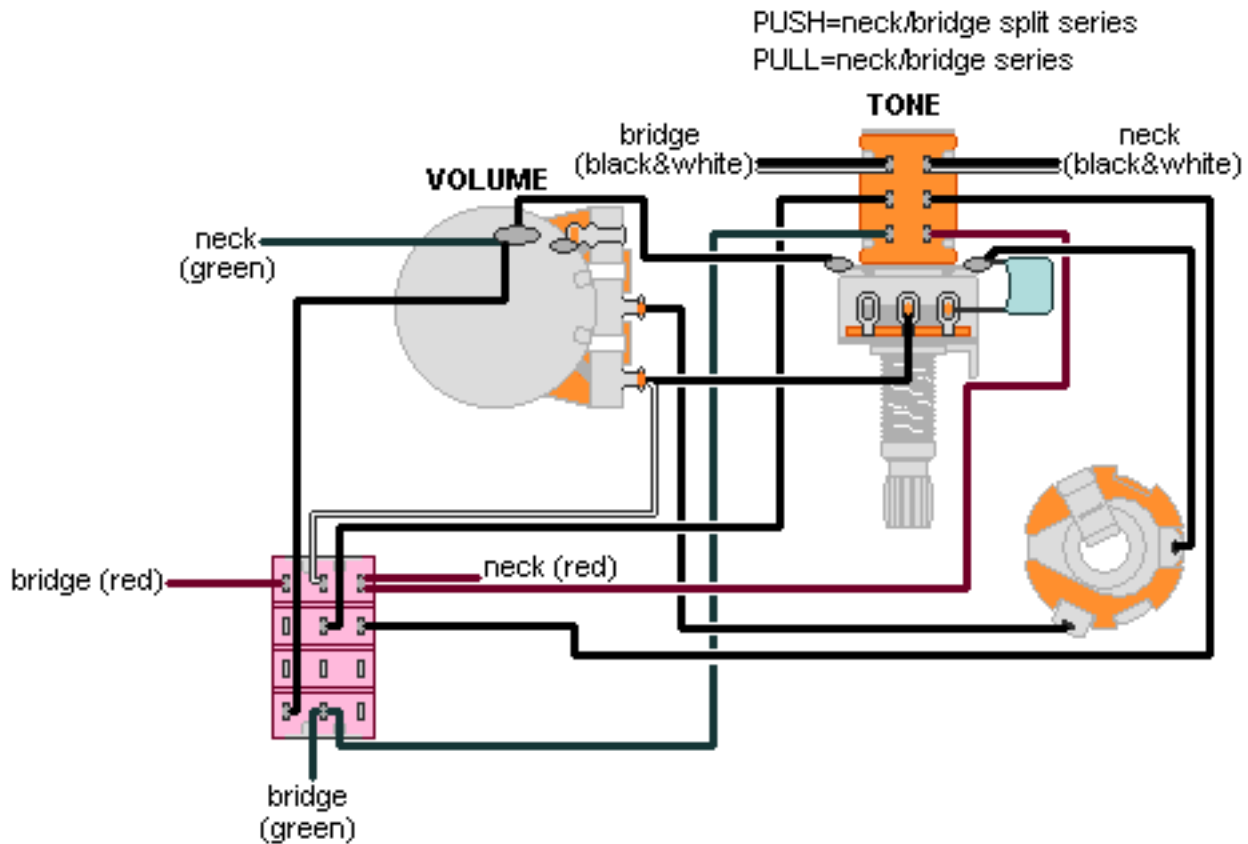 PUSH=neck/bridge split series
PULL=neck/bridge series
TONE
bridge
(black&white)
neck
(black&white)
VOLUME
neck
(green)
bridge (red)
neck (red)
bridge
(green)